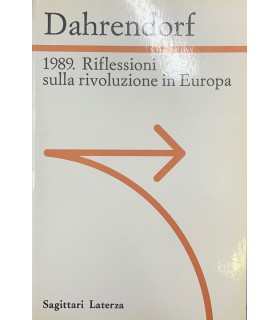 Dahrendorf
1989. Riflessioni
sulla rivoluzione in Europa
Sagittari Laterza